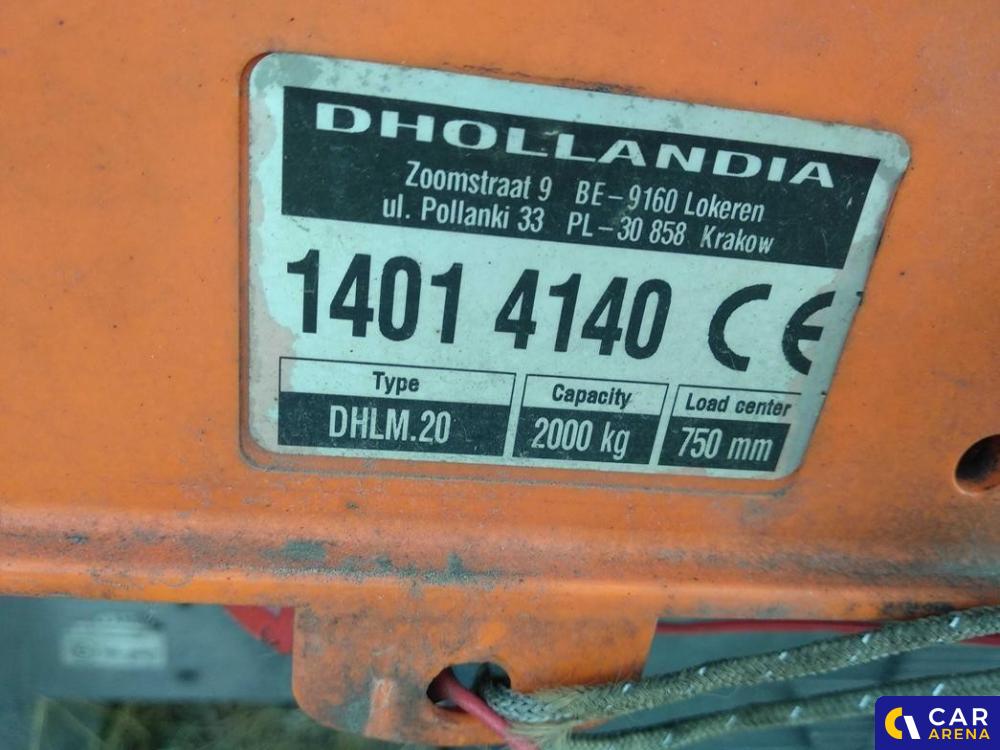 DHOLLANDIA
Zoomstraat 9 BE-9160 Lokeren
ul. Pollanki 33 PL-30 858 Krakow
1401 4140 CE
Type Capacity Load center
DHLM.20 2000 kg 750 mm
CAR
ARENA